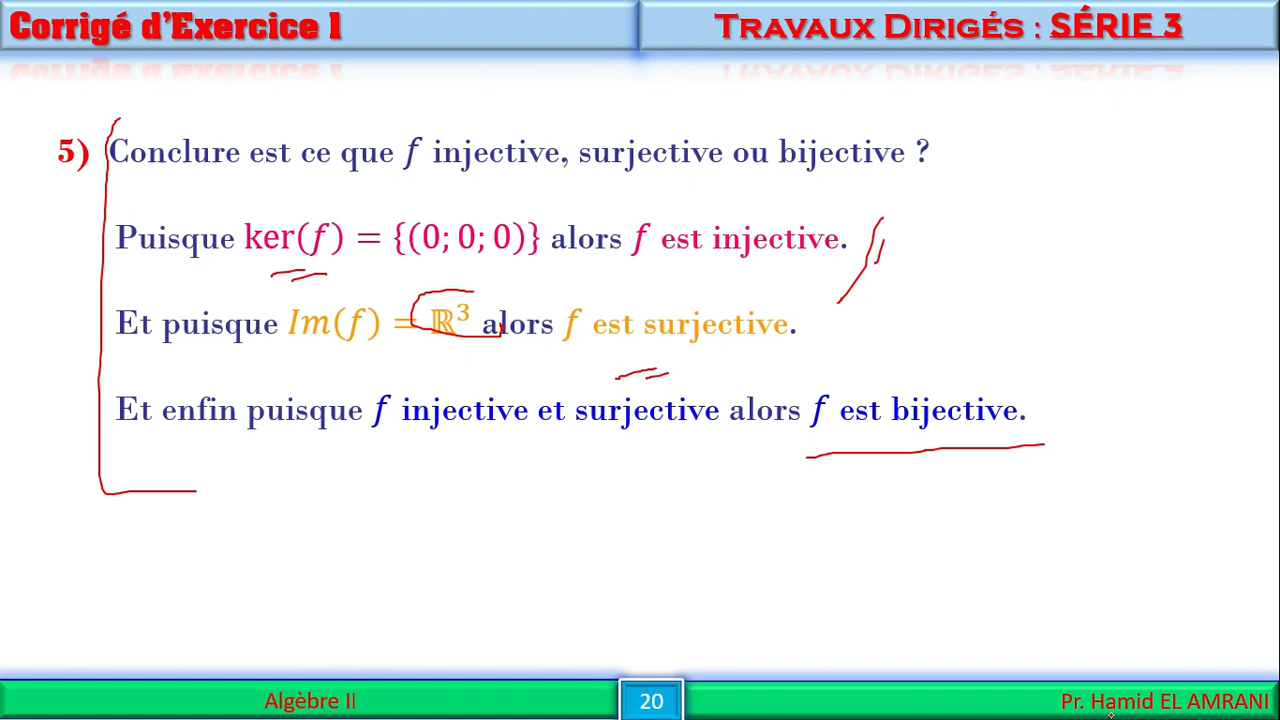 Corrigé d'Exercice 1
TRAVAUX DIRIGÉS : SÉRIE 3
5) Conclure est ce que f injective, surjective ou bijective ?
Puisque ker(f) = {(0; 0; 0)} alors f est injective.
Et puisque Im(f) = ℝ³ alors f est surjective.
Et enfin puisque f injective et surjective alors f est bijective.
Algèbre II
20
Pr. Hamid EL AMRANI